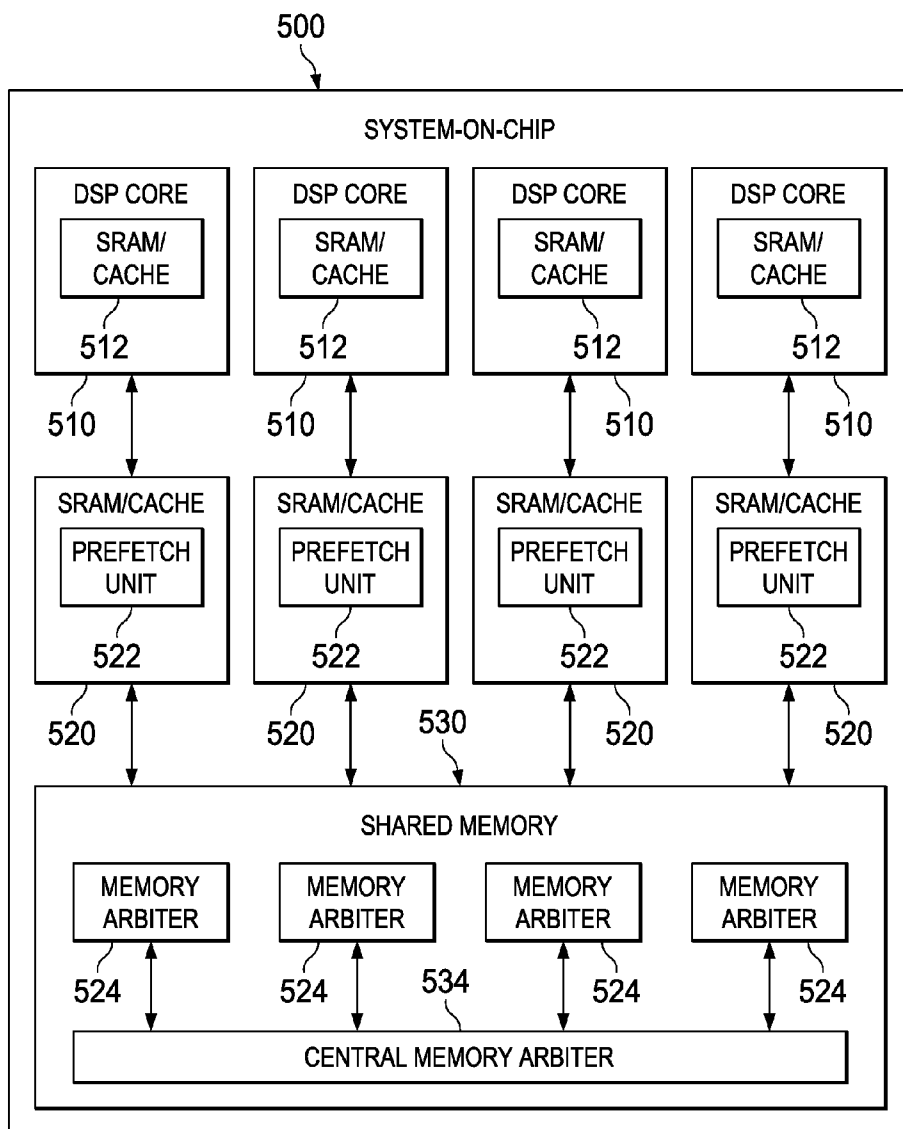 500
SYSTEM-ON-CHIP
DSP CORE
SRAM/
CACHE
512
510
DSP CORE
SRAM/
CACHE
512
510
DSP CORE
SRAM/
CACHE
512
510
DSP CORE
SRAM/
CACHE
512
510
SRAM/CACHE
PREFETCH
UNIT
522
520
SRAM/CACHE
PREFETCH
UNIT
522
520
SRAM/CACHE
PREFETCH
UNIT
522
520
SRAM/CACHE
PREFETCH
UNIT
522
520
530
SHARED MEMORY
MEMORY
ARBITER
524
MEMORY
ARBITER
524
MEMORY
ARBITER
524
MEMORY
ARBITER
524
534
CENTRAL MEMORY ARBITER